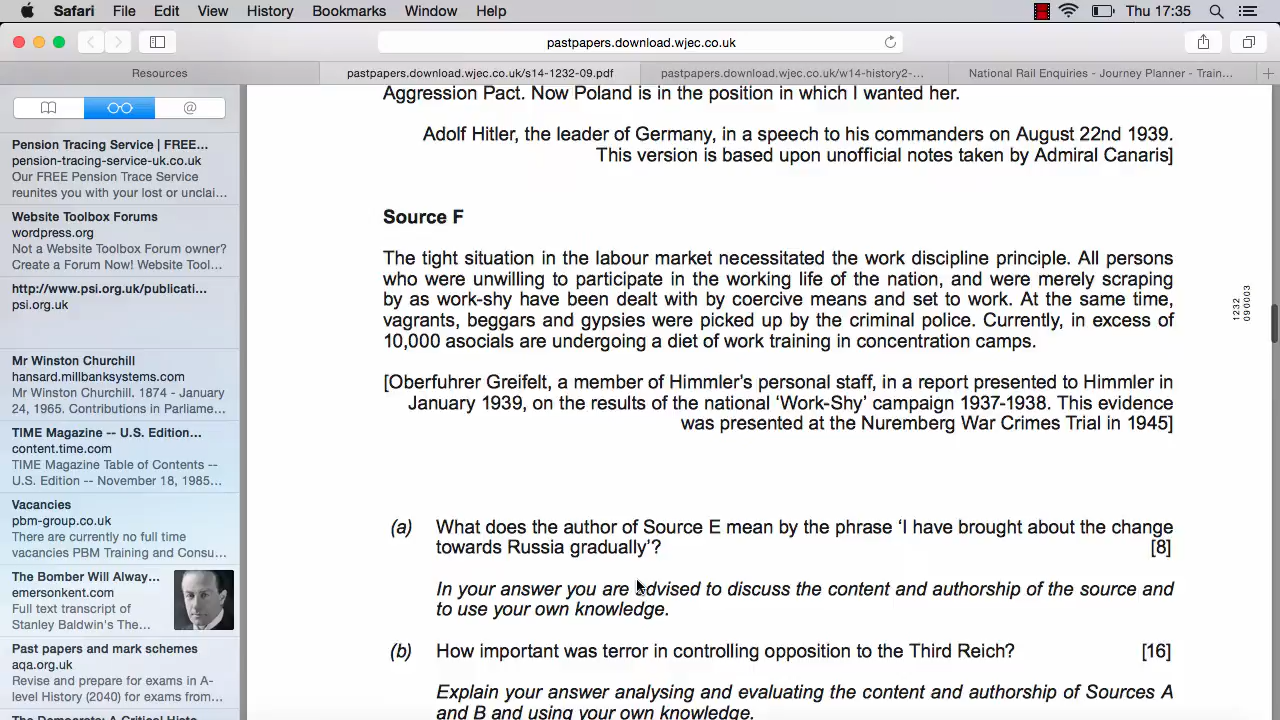 Safari File Edit View History Bookmarks Window Help Thu 17:35
pastpapers.download.wjec.co.uk
Resources
pastpapers.download.wjec.co.uk/s14-1232-09.pdf
pastpapers.download.wjec.co.uk/w14-history2-...
National Rail Enquiries - Journey Planner - Train...
+
@
Pension Tracing Service | FREE...
pension-tracing-service-uk.co.uk
Our FREE Pension Trace Service
reunites you with your lost or unclai...
Website Toolbox Forums
wordpress.org
Not a Website Toolbox Forum owner?
Create a Forum Now! Website Tool...
http://www.psi.org.uk/publicati...
psi.org.uk
Mr Winston Churchill
hansard.millbanksystems.com
Mr Winston Churchill. 1874 - January
24, 1965. Contributions in Parliame...
TIME Magazine -- U.S. Edition...
content.time.com
TIME Magazine Table of Contents --
U.S. Edition -- November 18, 1985...
Vacancies
pbm-group.co.uk
There are currently no full time
vacancies PBM Training and Consu...
The Bomber Will Alway...
emersonkent.com
Full text transcript of
Stanley Baldwin's The...
Past papers and mark schemes
aqa.org.uk
Revise and prepare for exams in A-
level History (2040) for exams from...
The Democrats: A Critical Histo...
Aggression Pact. Now Poland is in the position in which I wanted her.
Adolf Hitler, the leader of Germany, in a speech to his commanders on August 22nd 1939.
This version is based upon unofficial notes taken by Admiral Canaris]
Source F
The tight situation in the labour market necessitated the work discipline principle. All persons
who were unwilling to participate in the working life of the nation, and were merely scraping
by as work-shy have been dealt with by coercive means and set to work. At the same time,
vagrants, beggars and gypsies were picked up by the criminal police. Currently, in excess of
10,000 asocials are undergoing a diet of work training in concentration camps.
[Oberfuhrer Greifelt, a member of Himmler's personal staff, in a report presented to Himmler in
January 1939, on the results of the national 'Work-Shy' campaign 1937-1938. This evidence
was presented at the Nuremberg War Crimes Trial in 1945]
1232
090003
(a) What does the author of Source E mean by the phrase 'I have brought about the change
towards Russia gradually'? [8]
In your answer you are advised to discuss the content and authorship of the source and
to use your own knowledge.
(b) How important was terror in controlling opposition to the Third Reich? [16]
Explain your answer analysing and evaluating the content and authorship of Sources A
and B and using your own knowledge.